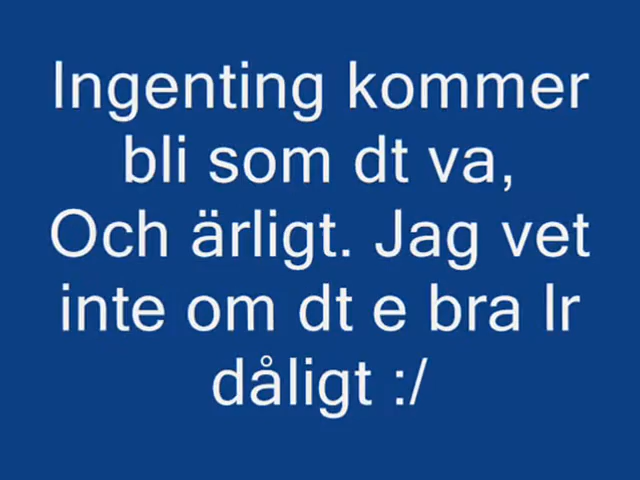 Ingenting kommer
bli som dt va,
Och ärligt. Jag vet
inte om dt e bra lr
dåligt :/